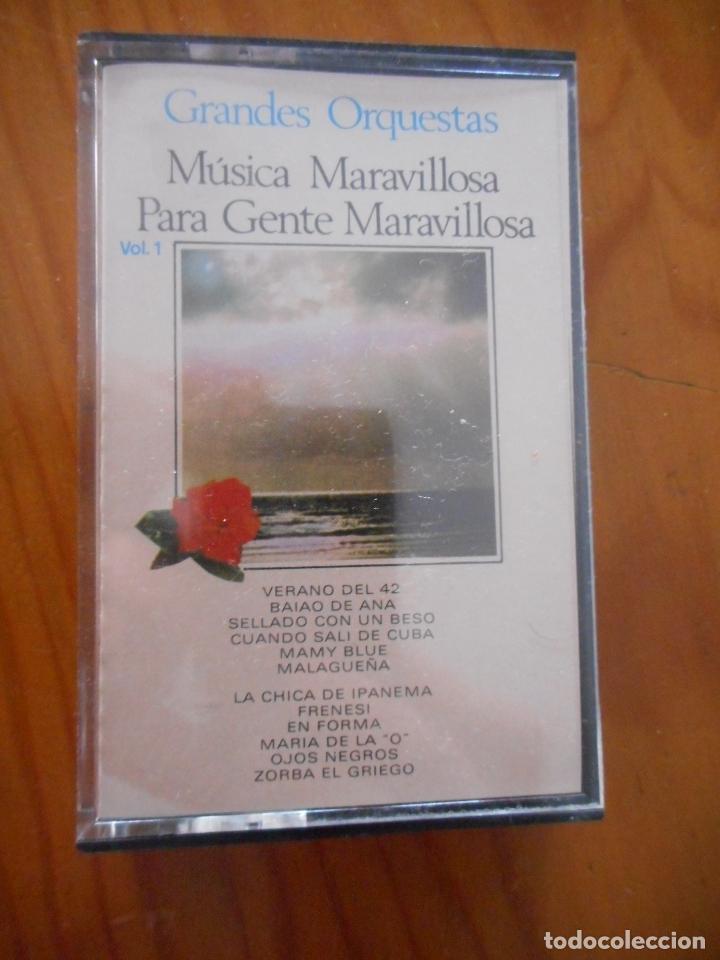 Grandes Orquestas
Música Maravillosa
Para Gente Maravillosa
Vol. 1
VERANO DEL 42
BAIAO DE ANA
SELLADO CON UN BESO
CUANDO SALI DE CUBA
MAMY BLUE
MALAGUEÑA
LA CHICA DE IPANEMA
FRENESI
EN FORMA
MARIA DE LA "O"
OJOS NEGROS
ZORBA EL GRIEGO
todocoleccion